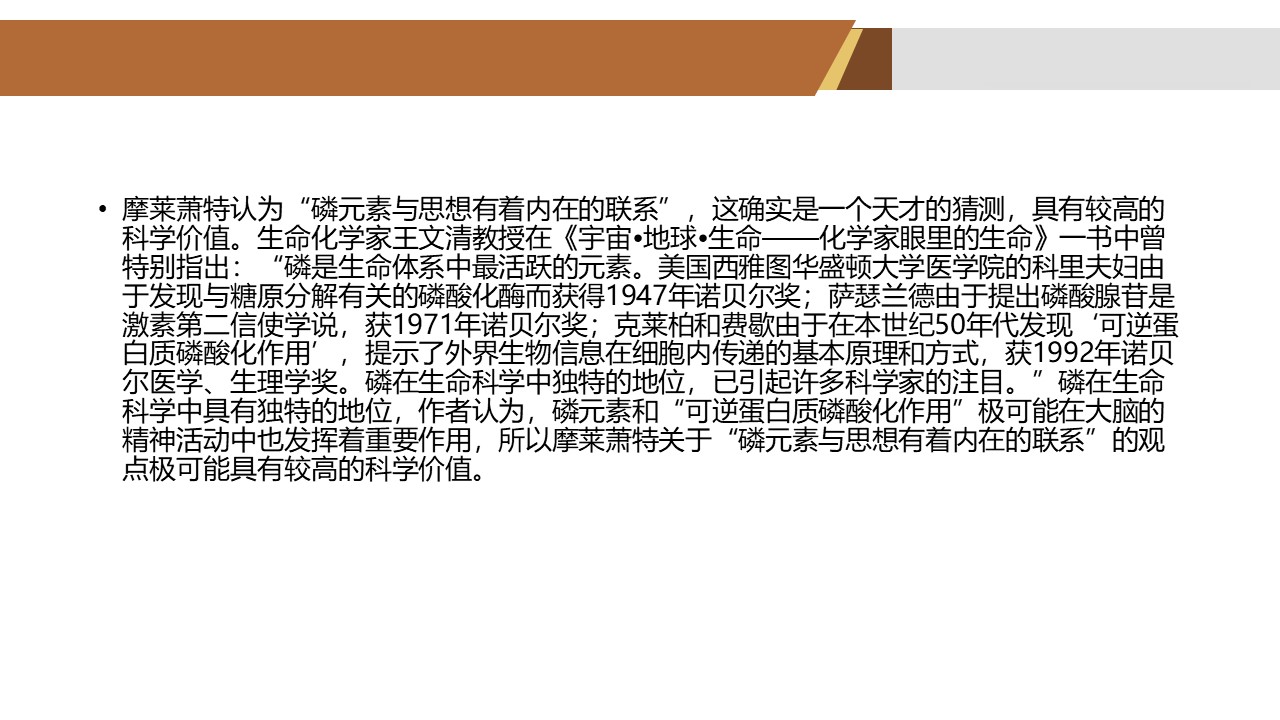 • 摩莱萧特认为“磷元素与思想有着内在的联系”，这确实是一个天才的猜测，具有较高的
科学价值。生命化学家王文清教授在《宇宙•地球•生命——化学家眼里的生命》一书中曾
特别指出：“磷是生命体系中最活跃的元素。美国西雅图华盛顿大学医学院的科里夫妇由
于发现与糖原分解有关的磷酸化酶而获得1947年诺贝尔奖；萨瑟兰德由于提出磷酸腺苷是
激素第二信使学说，获1971年诺贝尔奖；克莱柏和费歇由于在本世纪50年代发现‘可逆蛋
白质磷酸化作用’，提示了外界生物信息在细胞内传递的基本原理和方式，获1992年诺贝
尔医学、生理学奖。磷在生命科学中独特的地位，已引起许多科学家的注目。”磷在生命
科学中具有独特的地位，作者认为，磷元素和“可逆蛋白质磷酸化作用”极可能在大脑的
精神活动中也发挥着重要作用，所以摩莱萧特关于“磷元素与思想有着内在的联系”的观
点极可能具有较高的科学价值。